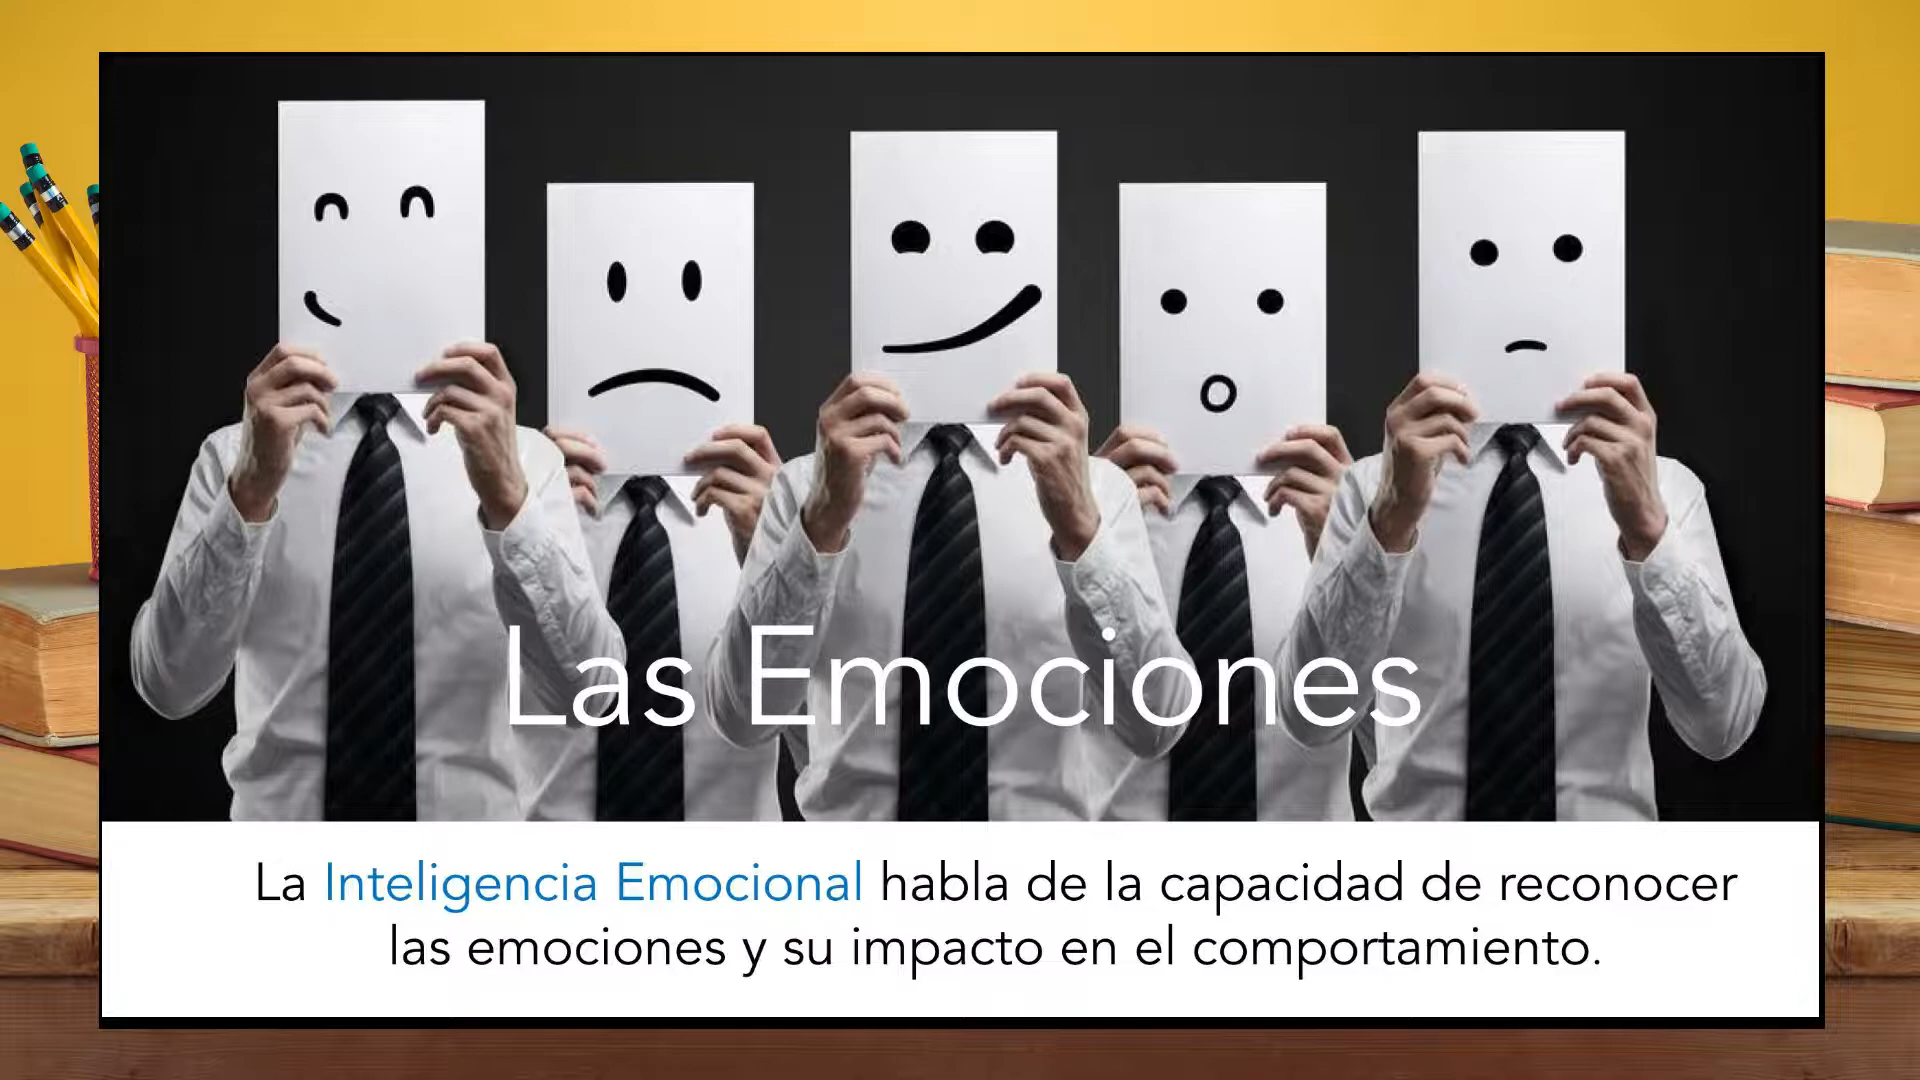 Las Emociones
La Inteligencia Emocional habla de la capacidad de reconocer
las emociones y su impacto en el comportamiento.